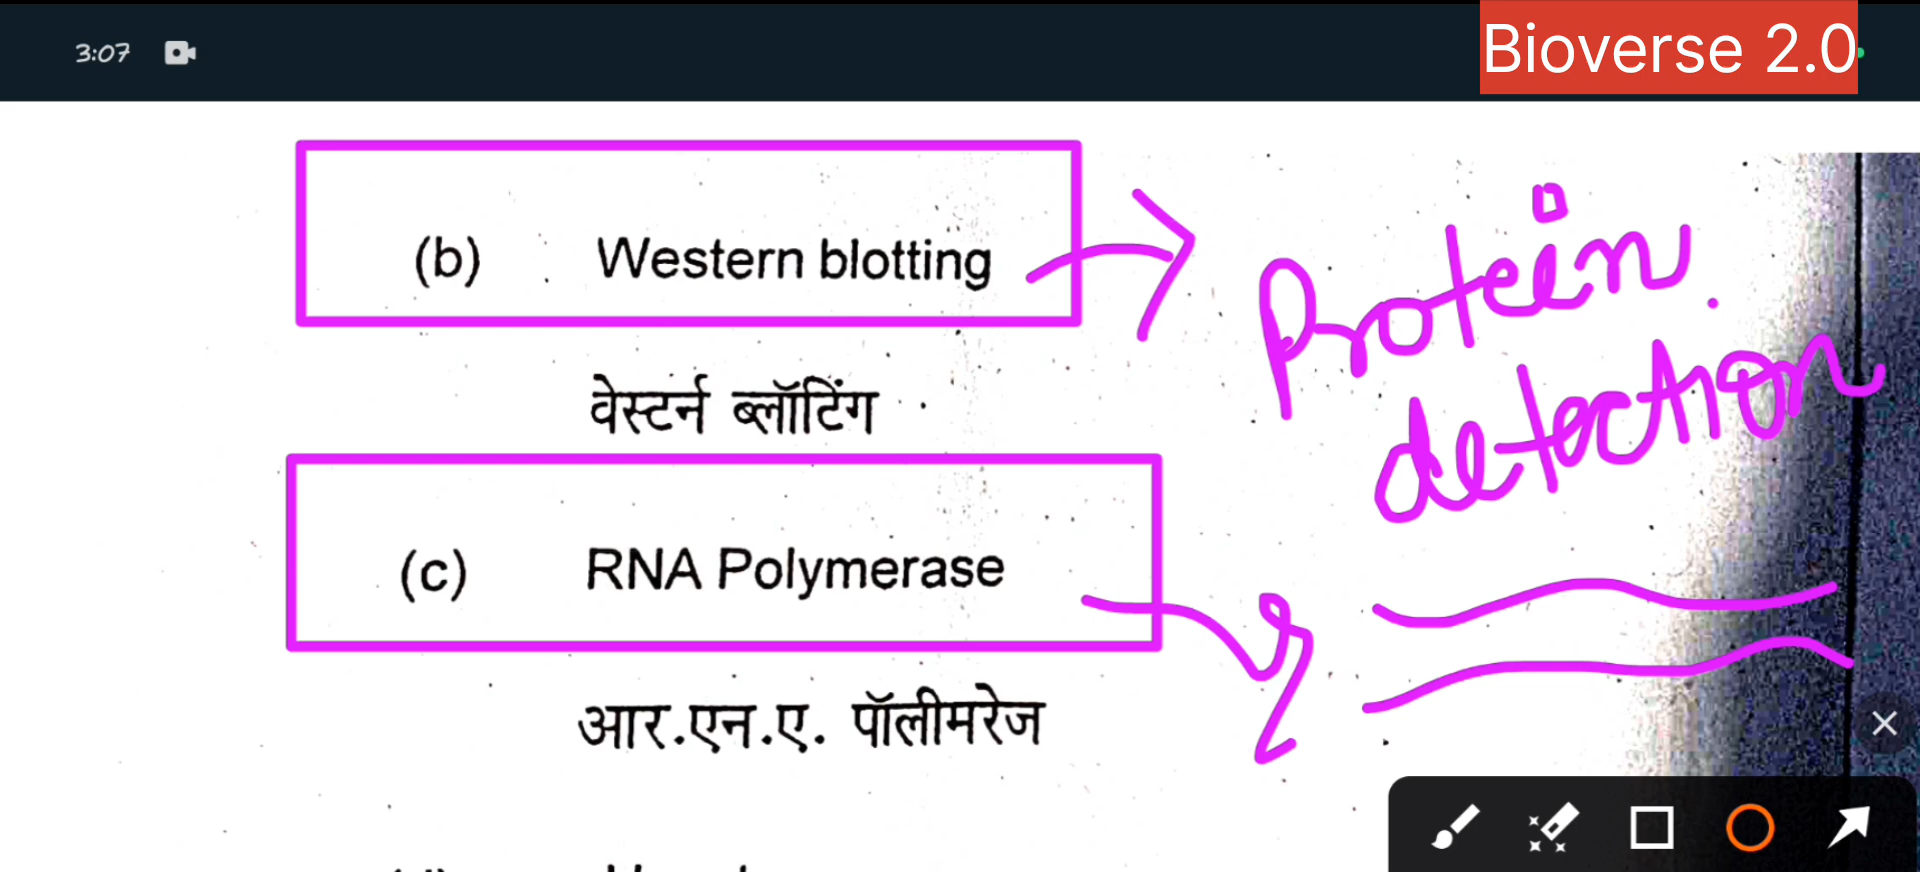 3:07
Bioverse 2.0
(b) Western blotting
Protein
वेस्टर्न ब्लॉटिंग
detection
(c) RNA Polymerase
आर.एन.ए. पॉलीमरेज